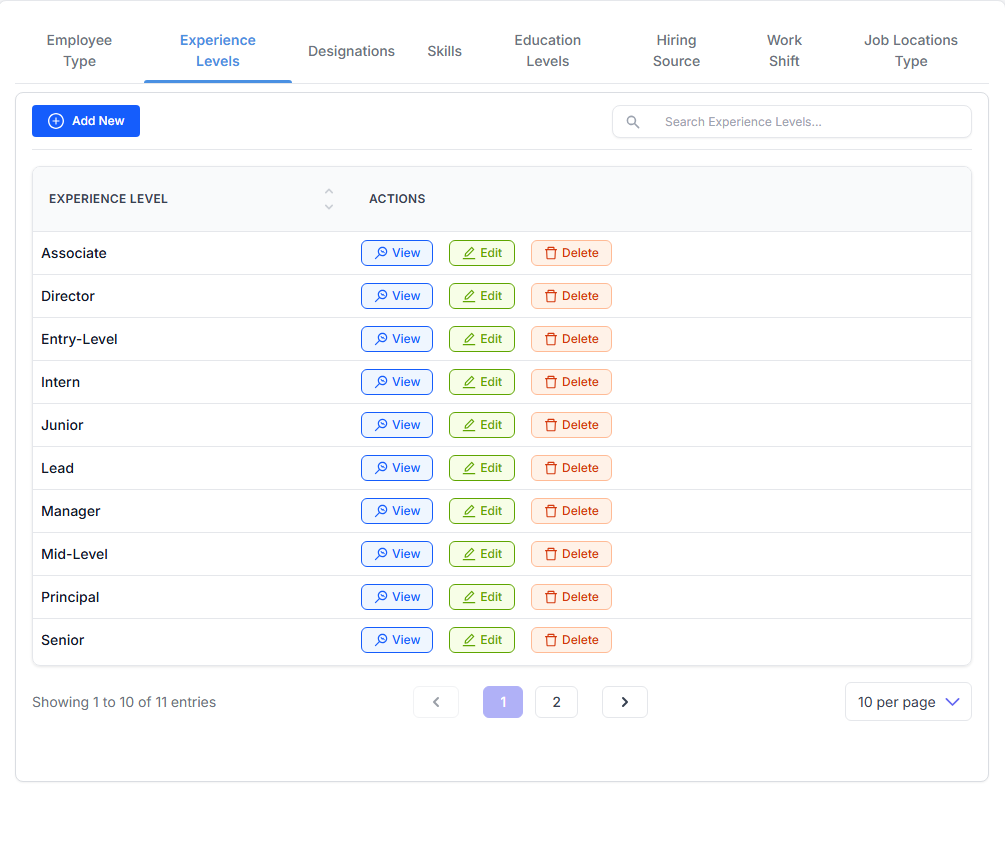 Employee Type
Experience Levels
Designations
Skills
Education Levels
Hiring Source
Work Shift
Job Locations Type
Add New
Search Experience Levels...
EXPERIENCE LEVEL ACTIONS
Associate View Edit Delete
Director View Edit Delete
Entry-Level View Edit Delete
Intern View Edit Delete
Junior View Edit Delete
Lead View Edit Delete
Manager View Edit Delete
Mid-Level View Edit Delete
Principal View Edit Delete
Senior View Edit Delete
Showing 1 to 10 of 11 entries 1 2 10 per page